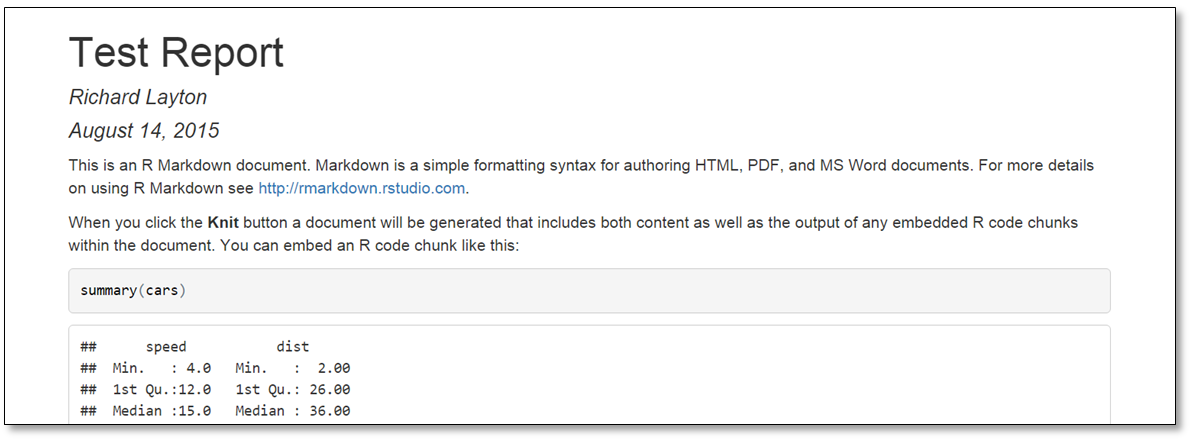 Test Report
Richard Layton
August 14, 2015
This is an R Markdown document. Markdown is a simple formatting syntax for authoring HTML, PDF, and MS Word documents. For more details
on using R Markdown see http://rmarkdown.rstudio.com.
When you click the Knit button a document will be generated that includes both content as well as the output of any embedded R code chunks
within the document. You can embed an R code chunk like this:
summary(cars)
##      speed           dist
##  Min.   : 4.0   Min.   :  2.00
##  1st Qu.:12.0   1st Qu.: 26.00
##  Median :15.0   Median : 36.00